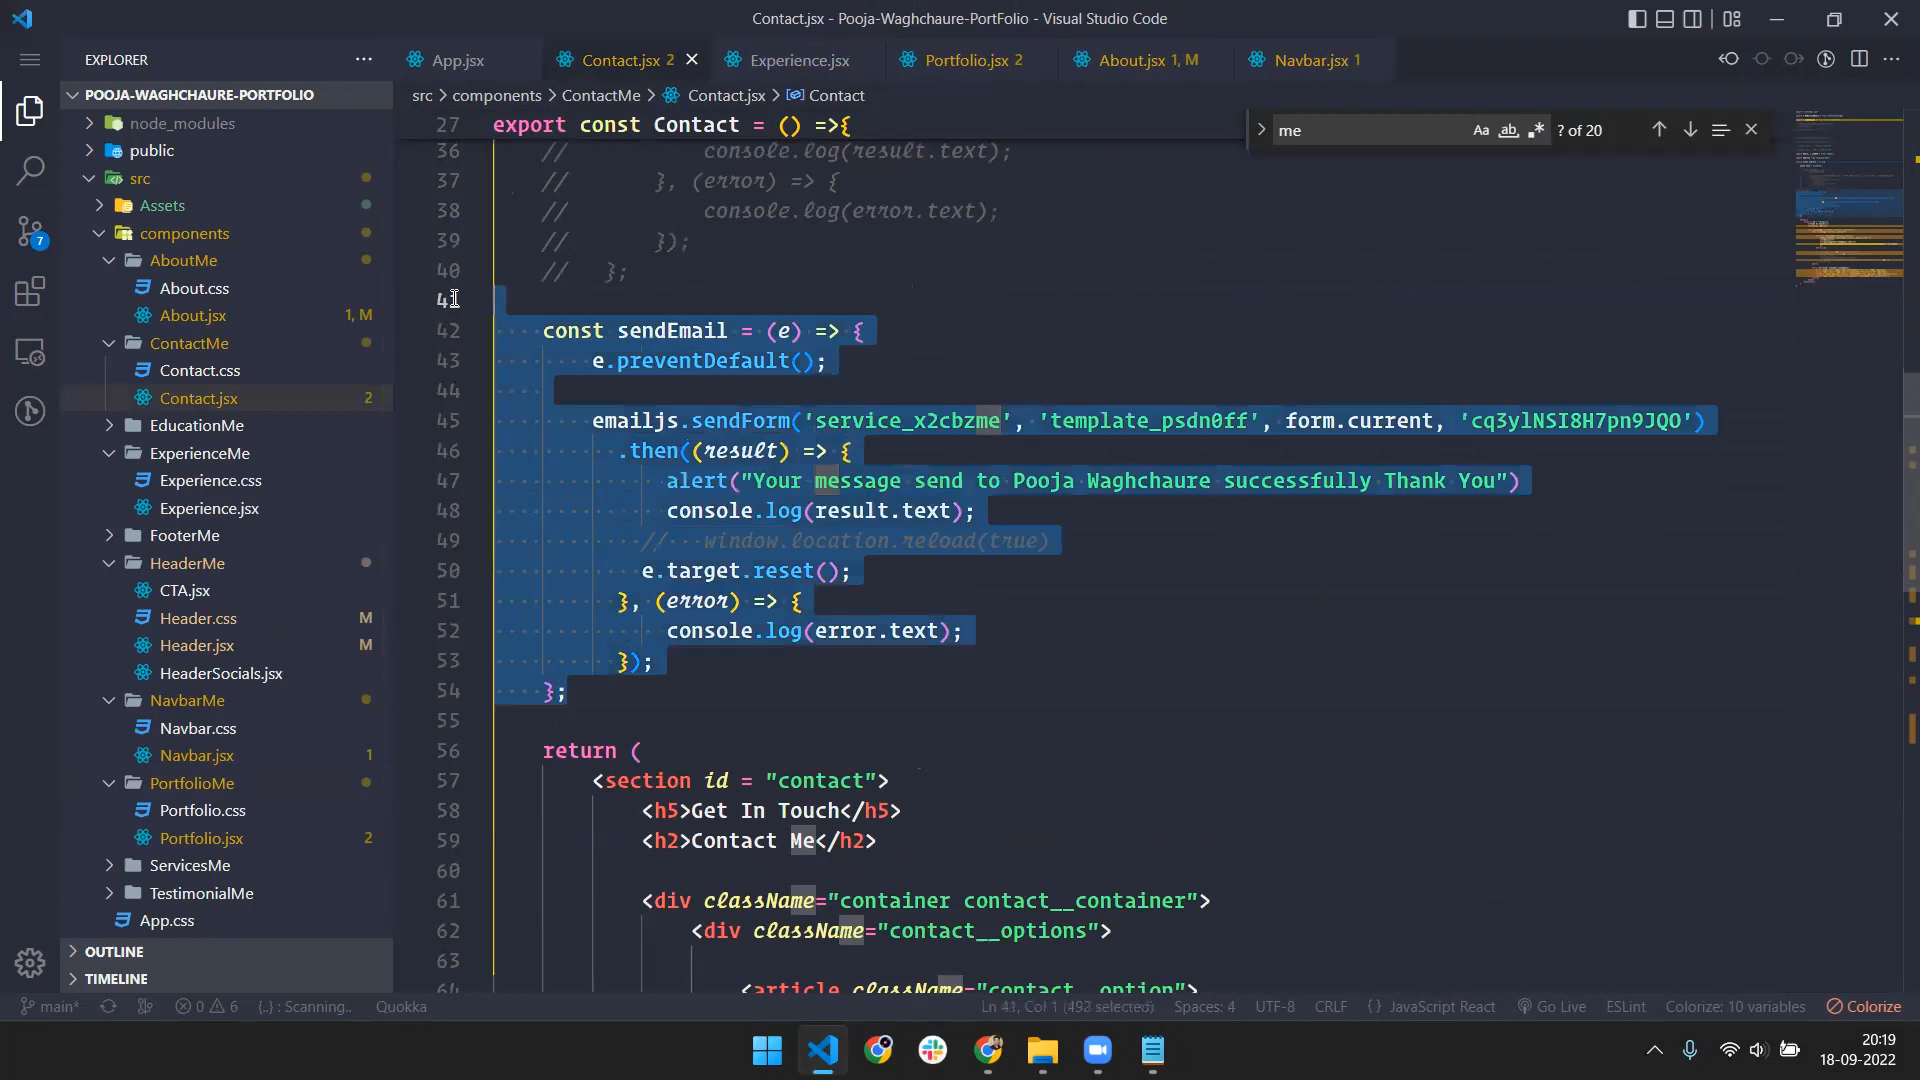 Contact.jsx - Pooja-Waghchaure-PortFolio - Visual Studio Code
EXPLORER
POOJA-WAGHCHAURE-PORTFOLIO
node_modules
public
src
Assets
components
AboutMe
About.css
About.jsx 1, M
ContactMe
Contact.css
Contact.jsx 2
EducationMe
ExperienceMe
Experience.css
Experience.jsx
FooterMe
HeaderMe
CTA.jsx
Header.css M
Header.jsx M
HeaderSocials.jsx
NavbarMe
Navbar.css
Navbar.jsx 1
PortfolioMe
Portfolio.css
Portfolio.jsx 2
ServicesMe
TestimonialMe
App.css
OUTLINE
TIMELINE
7
App.jsx
Contact.jsx 2
Experience.jsx
Portfolio.jsx 2
About.jsx 1, M
Navbar.jsx 1
src > components > ContactMe > Contact.jsx > Contact
me
Aa ab .* ? of 20
27 export const Contact = () =>{
36 // console.log(result.text);
37 // }, (error) => {
38 // console.log(error.text);
39 // });
40 // };
41
42 const sendEmail = (e) => {
43 e.preventDefault();
44
45 emailjs.sendForm('service_x2cbzme', 'template_psdn0ff', form.current, 'cq3ylNSI8H7pn9JQO')
46 .then((result) => {
47 alert("Your message send to Pooja Waghchaure successfully Thank You")
48 console.log(result.text);
49 // window.location.reload(true)
50 e.target.reset();
51 }, (error) => {
52 console.log(error.text);
53 });
54 };
55
56 return (
57 <section id = "contact">
58 <h5>Get In Touch</h5>
59 <h2>Contact Me</h2>
60
61 <div className="container contact__container">
62 <div className="contact__options">
63
64 <article className="contact__option">
main* 0 6 {..} : Scanning.. Quokka
Ln 41, Col 1 (492 selected) Spaces: 4 UTF-8 CRLF { } JavaScript React Go Live ESLint Colorize: 10 variables Colorize
20:19
18-09-2022